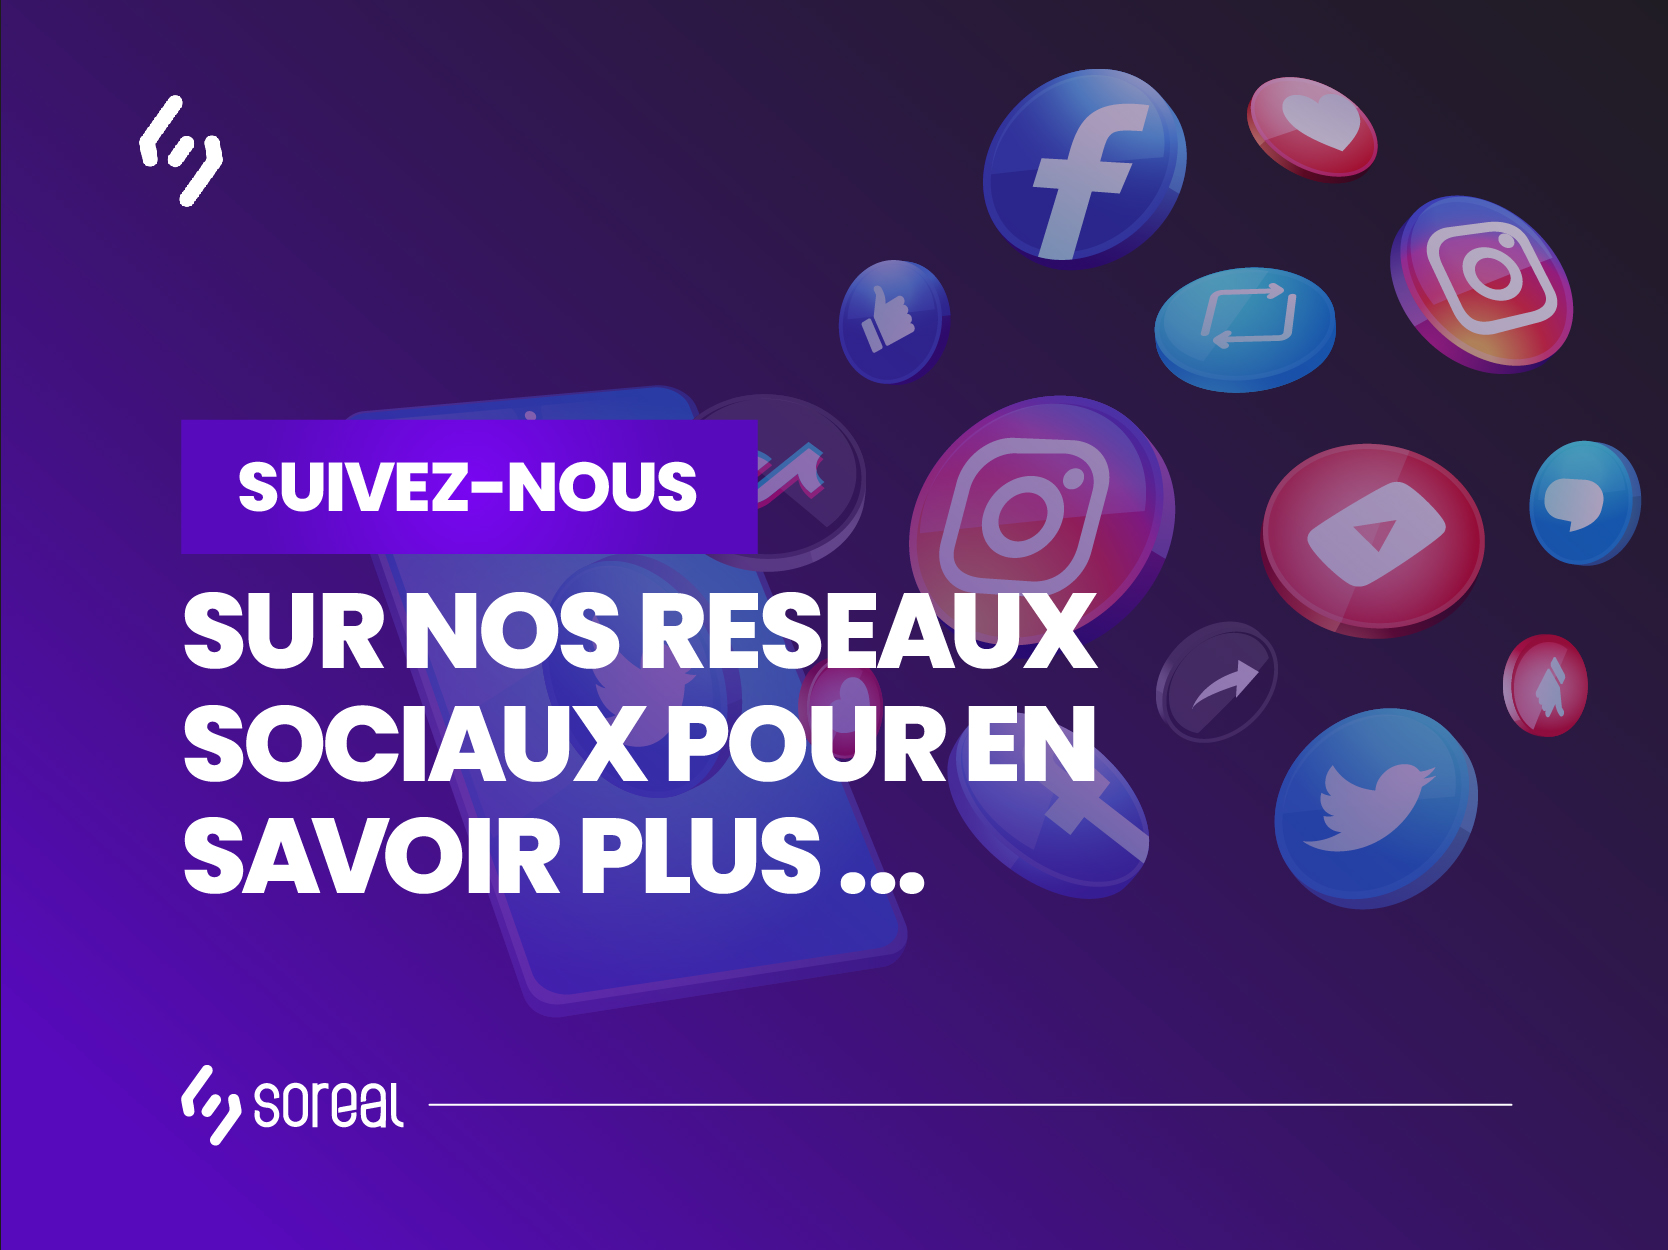 SUIVEZ-NOUS
SUR NOS RESEAUX
SOCIAUX POUR EN
SAVOIR PLUS ...
soreal